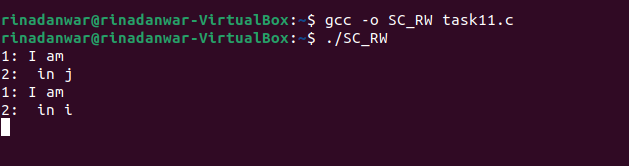 rinadanwar@rinadanwar-VirtualBox:~$ gcc -o SC_RW task11.c
rinadanwar@rinadanwar-VirtualBox:~$ ./SC_RW
1: I am
2:  in j
1: I am
2:  in i